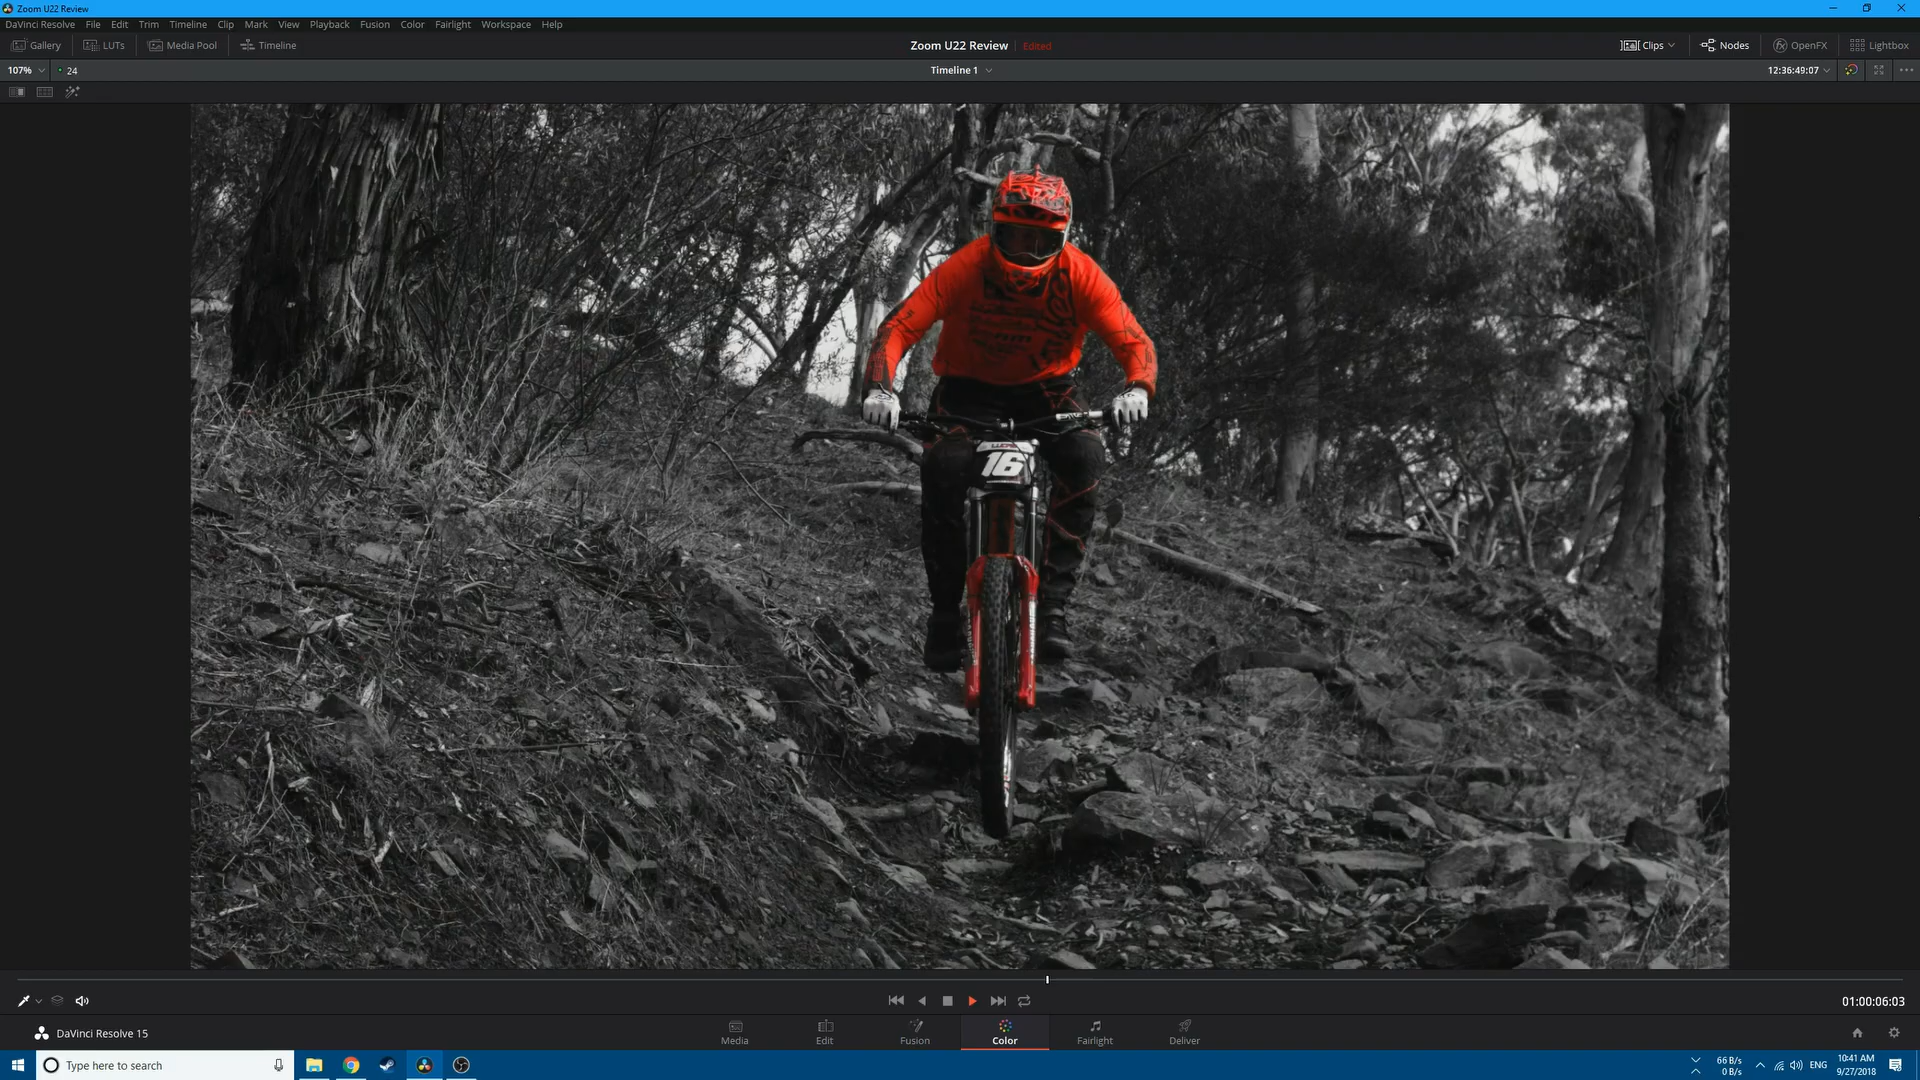 Zoom U22 Review
DaVinci Resolve File Edit Trim Timeline Clip Mark View Playback Fusion Color Fairlight Workspace Help
Gallery LUTs Media Pool Timeline Zoom U22 Review Edited Clips Nodes OpenFX Lightbox
107% 24 Timeline 1 12:36:49:07
16
01:00:06:03
DaVinci Resolve 15 Media Edit Fusion Color Fairlight Deliver
Type here to search 66 B/s 0 B/s ENG 10:41 AM 9/27/2018